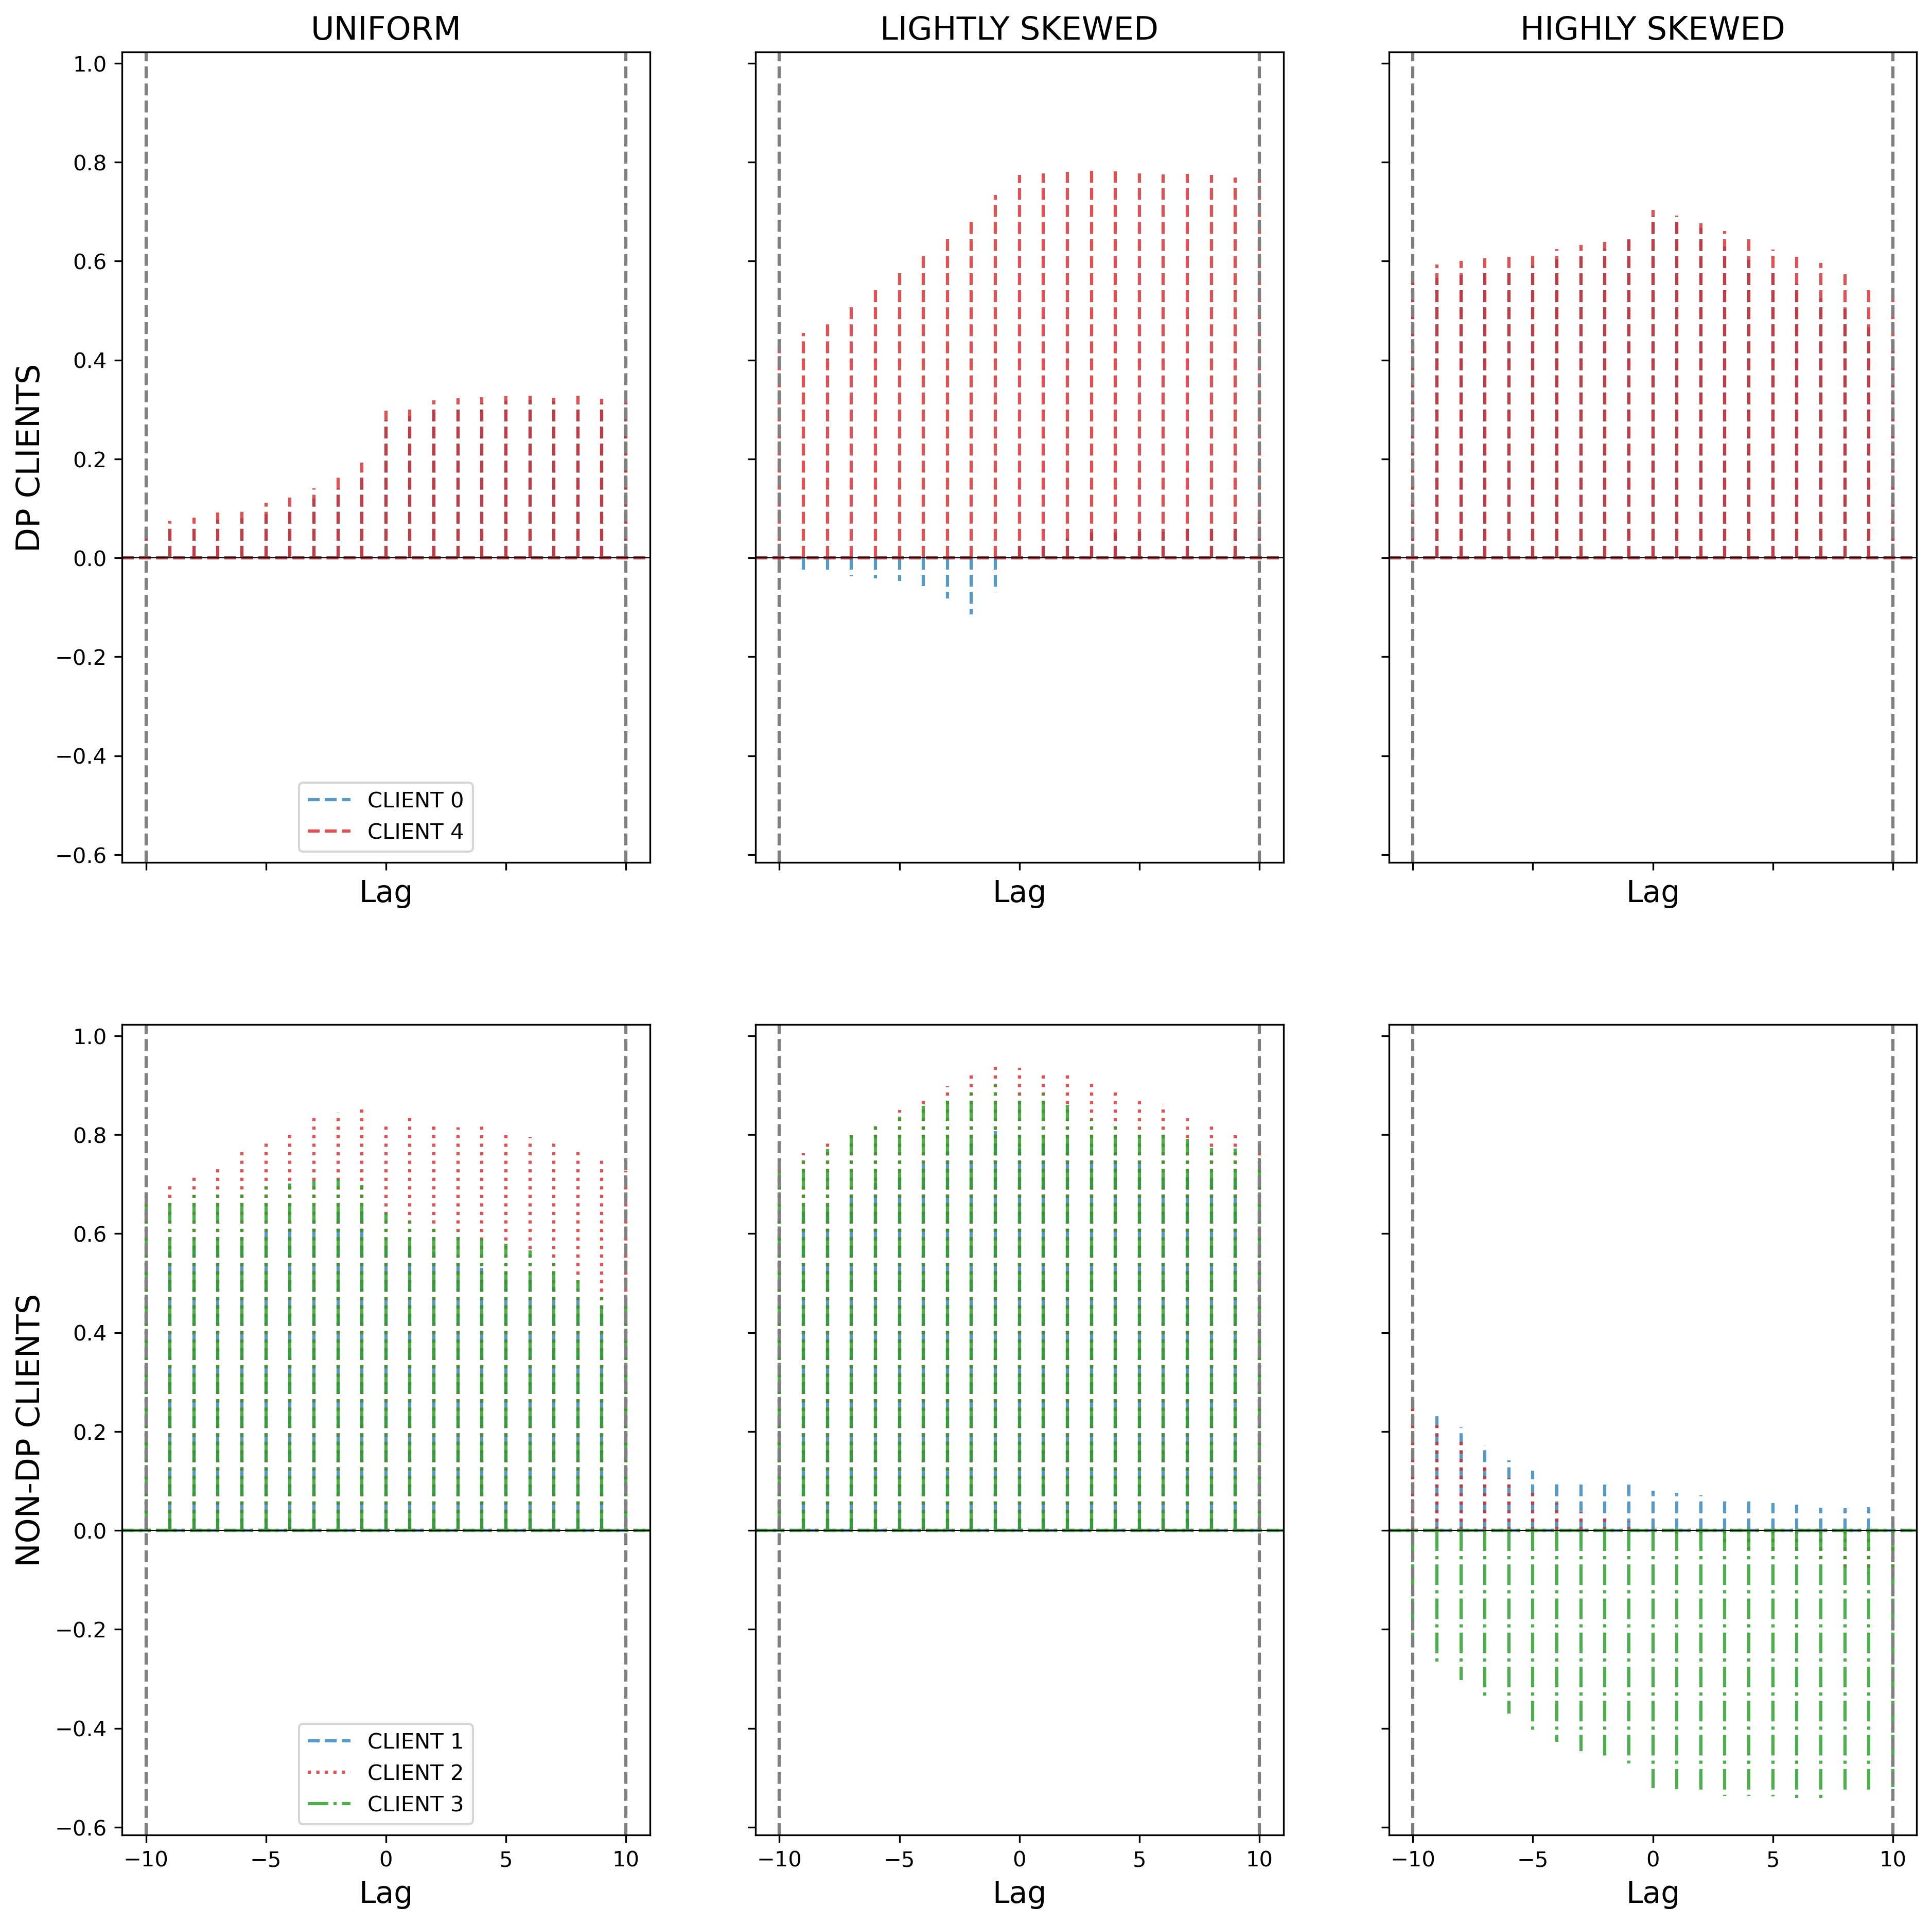 UNIFORM
LIGHTLY SKEWED
HIGHLY SKEWED
DP CLIENTS
1.0
0.8
0.6
0.4
0.2
0.0
−0.2
−0.4
−0.6
CLIENT 0
CLIENT 4
Lag
Lag
Lag
NON-DP CLIENTS
1.0
0.8
0.6
0.4
0.2
0.0
−0.2
−0.4
−0.6
CLIENT 1
CLIENT 2
CLIENT 3
−10 −5 0 5 10
−10 −5 0 5 10
−10 −5 0 5 10
Lag
Lag
Lag